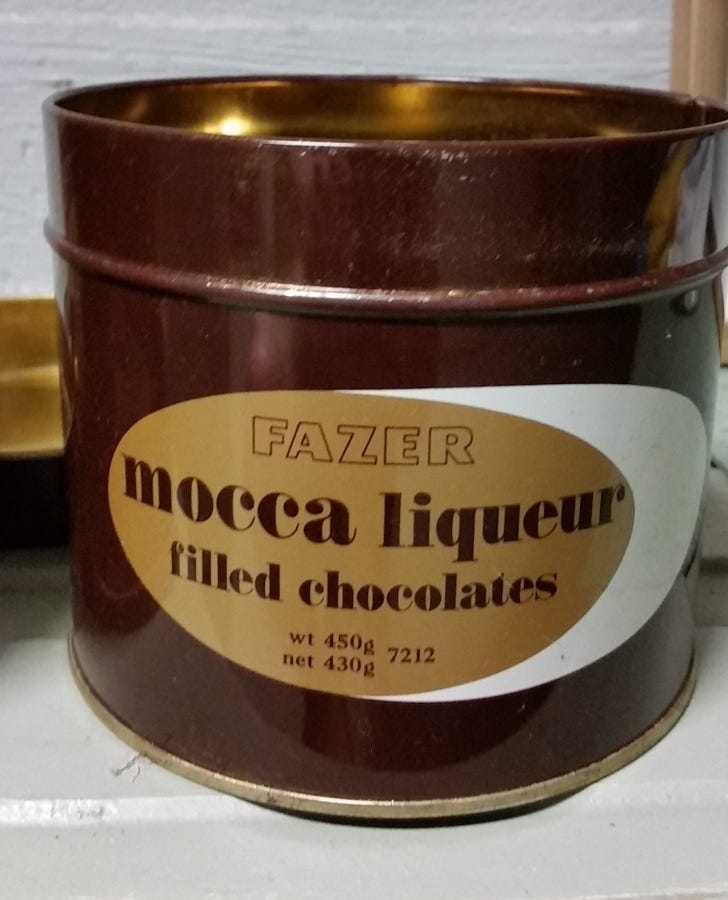 FAZER
mocca liqueur
filled chocolates
wt 450g
net 430g 7212